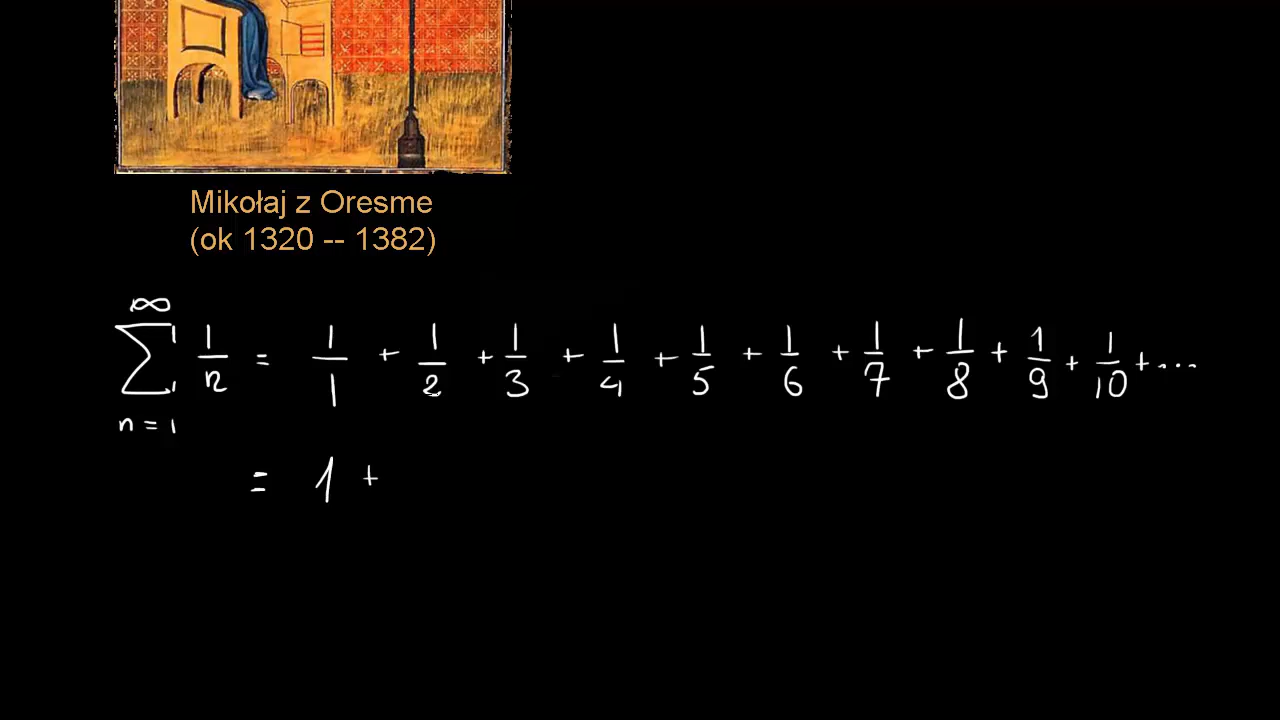 Mikołaj z Oresme
(ok 1320 -- 1382)
∞
∑ 1/n = 1/1 + 1/2 + 1/3 + 1/4 + 1/5 + 1/6 + 1/7 + 1/8 + 1/9 + 1/10 + ...
n = 1
= 1 +